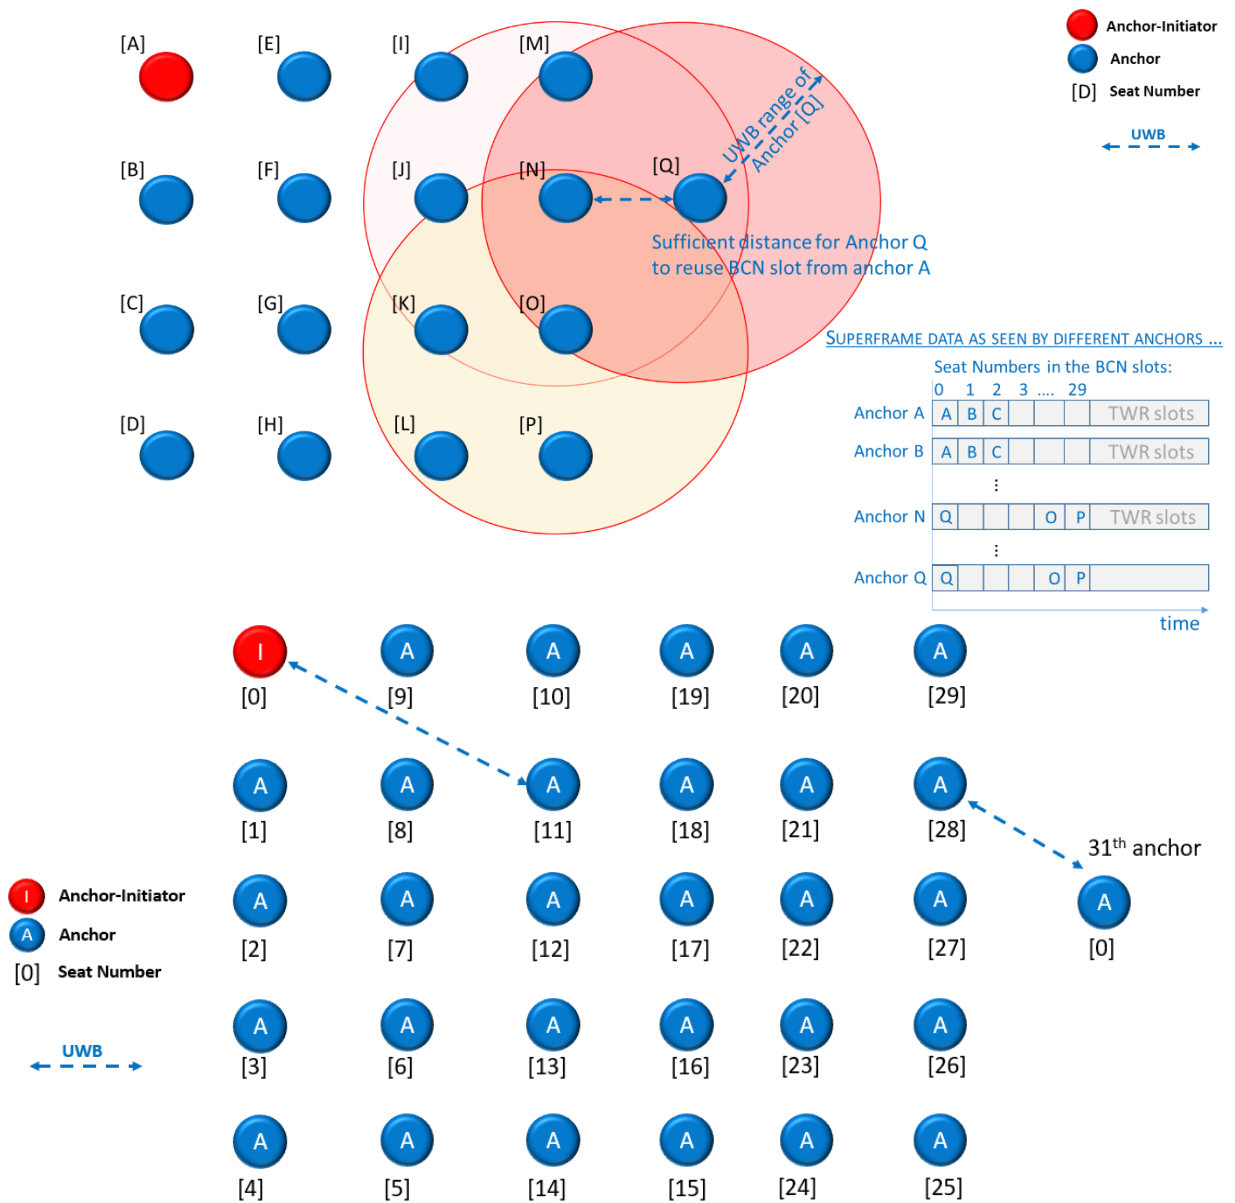 [A]
[E]
[I]
[M]
Anchor-Initiator
Anchor
[D] Seat Number
UWB
UWB range of
Anchor [Q]
[B]
[F]
[J]
[N]
[Q]
Sufficient distance for Anchor Q
to reuse BCN slot from anchor A
[C]
[G]
[K]
[O]
[D]
[H]
[L]
[P]
SUPERFRAME DATA AS SEEN BY DIFFERENT ANCHORS ...
Seat Numbers in the BCN slots:
0 1 2 3 .... 29
Anchor A A B C TWR slots
Anchor B A B C TWR slots
⋮
Anchor N Q O P TWR slots
⋮
Anchor Q Q O P
time
I A A A A A
[0] [9] [10] [19] [20] [29]
A A A A A A
[1] [8] [11] [18] [21] [28]
31th anchor
A A A A A A A
[2] [7] [12] [17] [22] [27] [0]
I Anchor-Initiator
A Anchor
[0] Seat Number
UWB
A A A A A A
[3] [6] [13] [16] [23] [26]
A A A A A A
[4] [5] [14] [15] [24] [25]